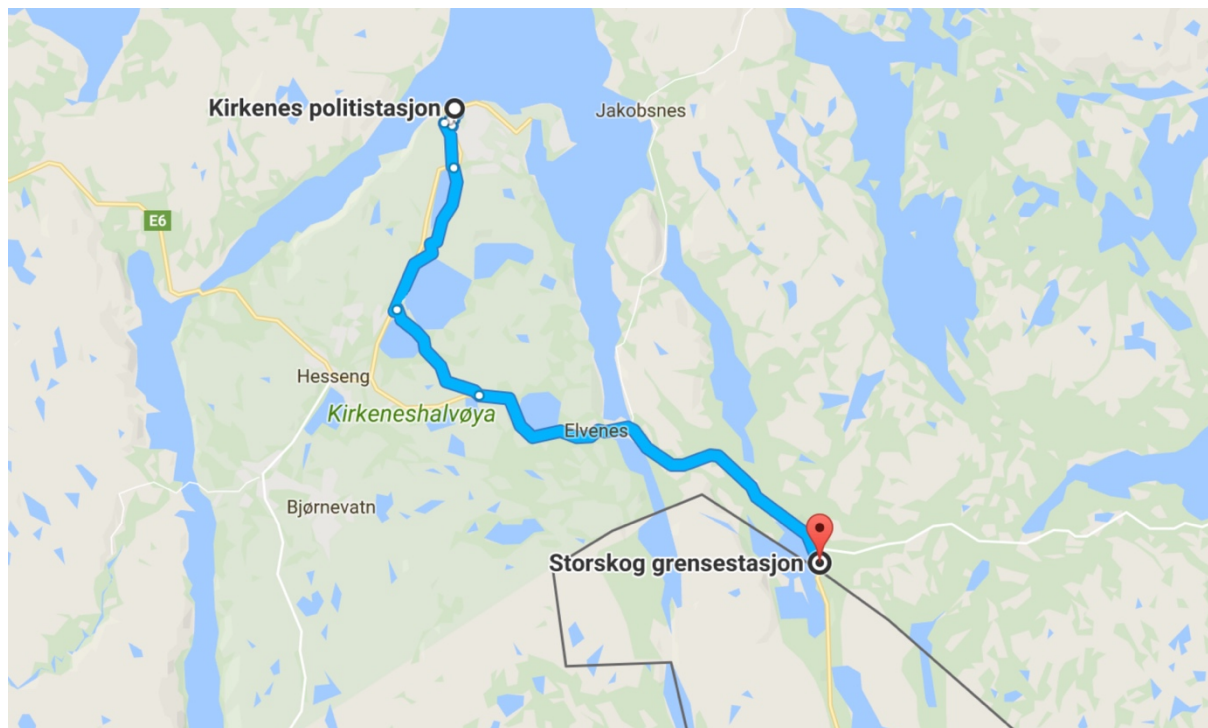 Kirkenes politistasjon
Jakobsnes
E6
Hesseng
Kirkeneshalvøya
Elvenes
Bjørnevatn
Storskog grensestasjon